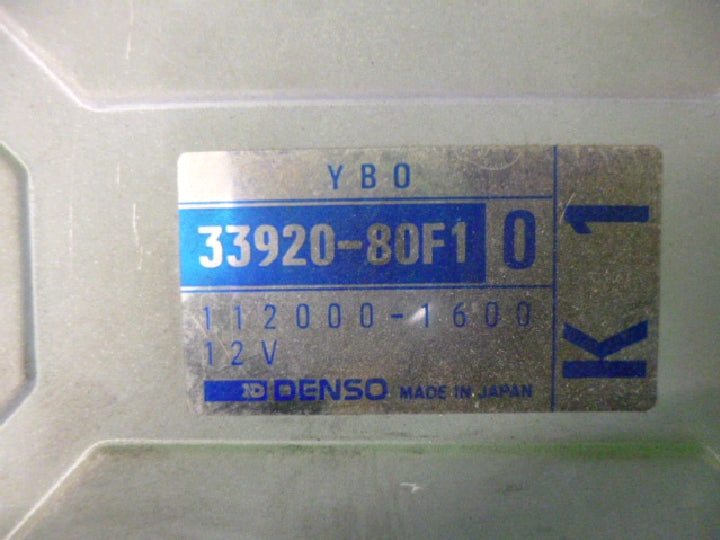 YBO
33920-80F1 0
112000-1600
12V
DENSO MADE IN JAPAN
K1